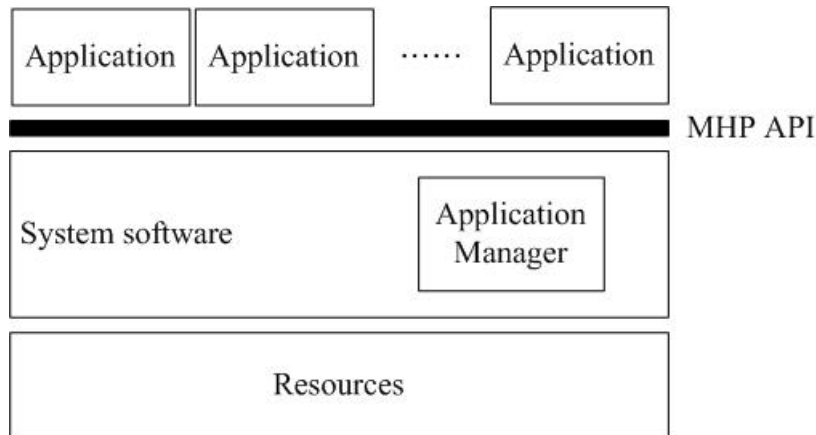 Application Application ...... Application
MHP API
System software
Application
Manager
Resources